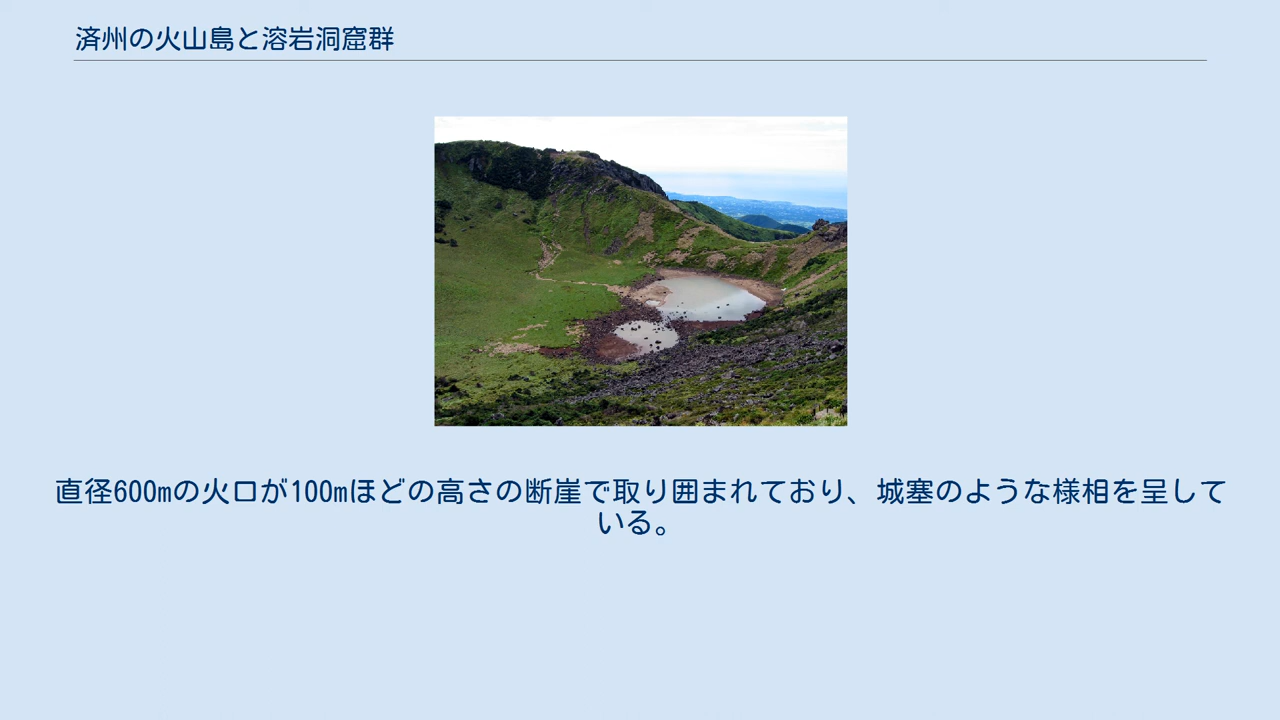 済州の火山島と溶岩洞窟群
直径600mの火口が100mほどの高さの断崖で取り囲まれており、城塞のような様相を呈して
いる。